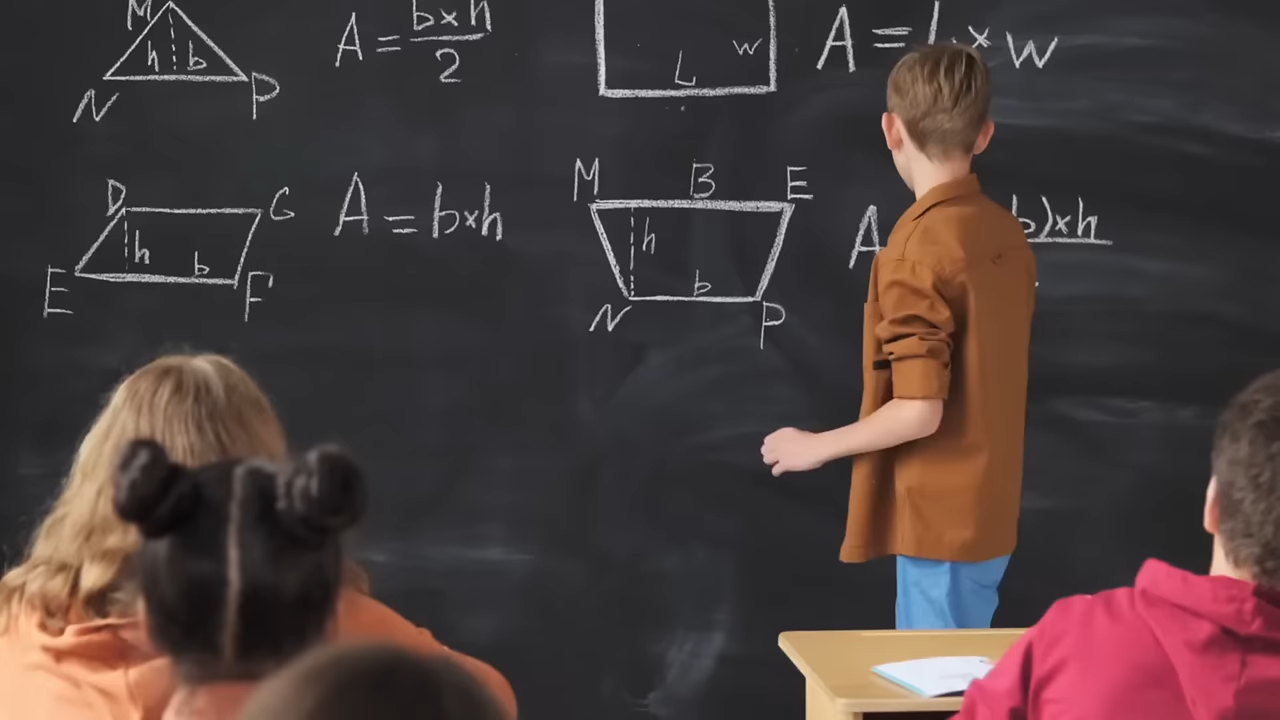 M
h b
N P
A = b×h
2
L w
A = L × w
D G
h b
E F
A = b×h
M B E
h
b
N P
A
b)×h